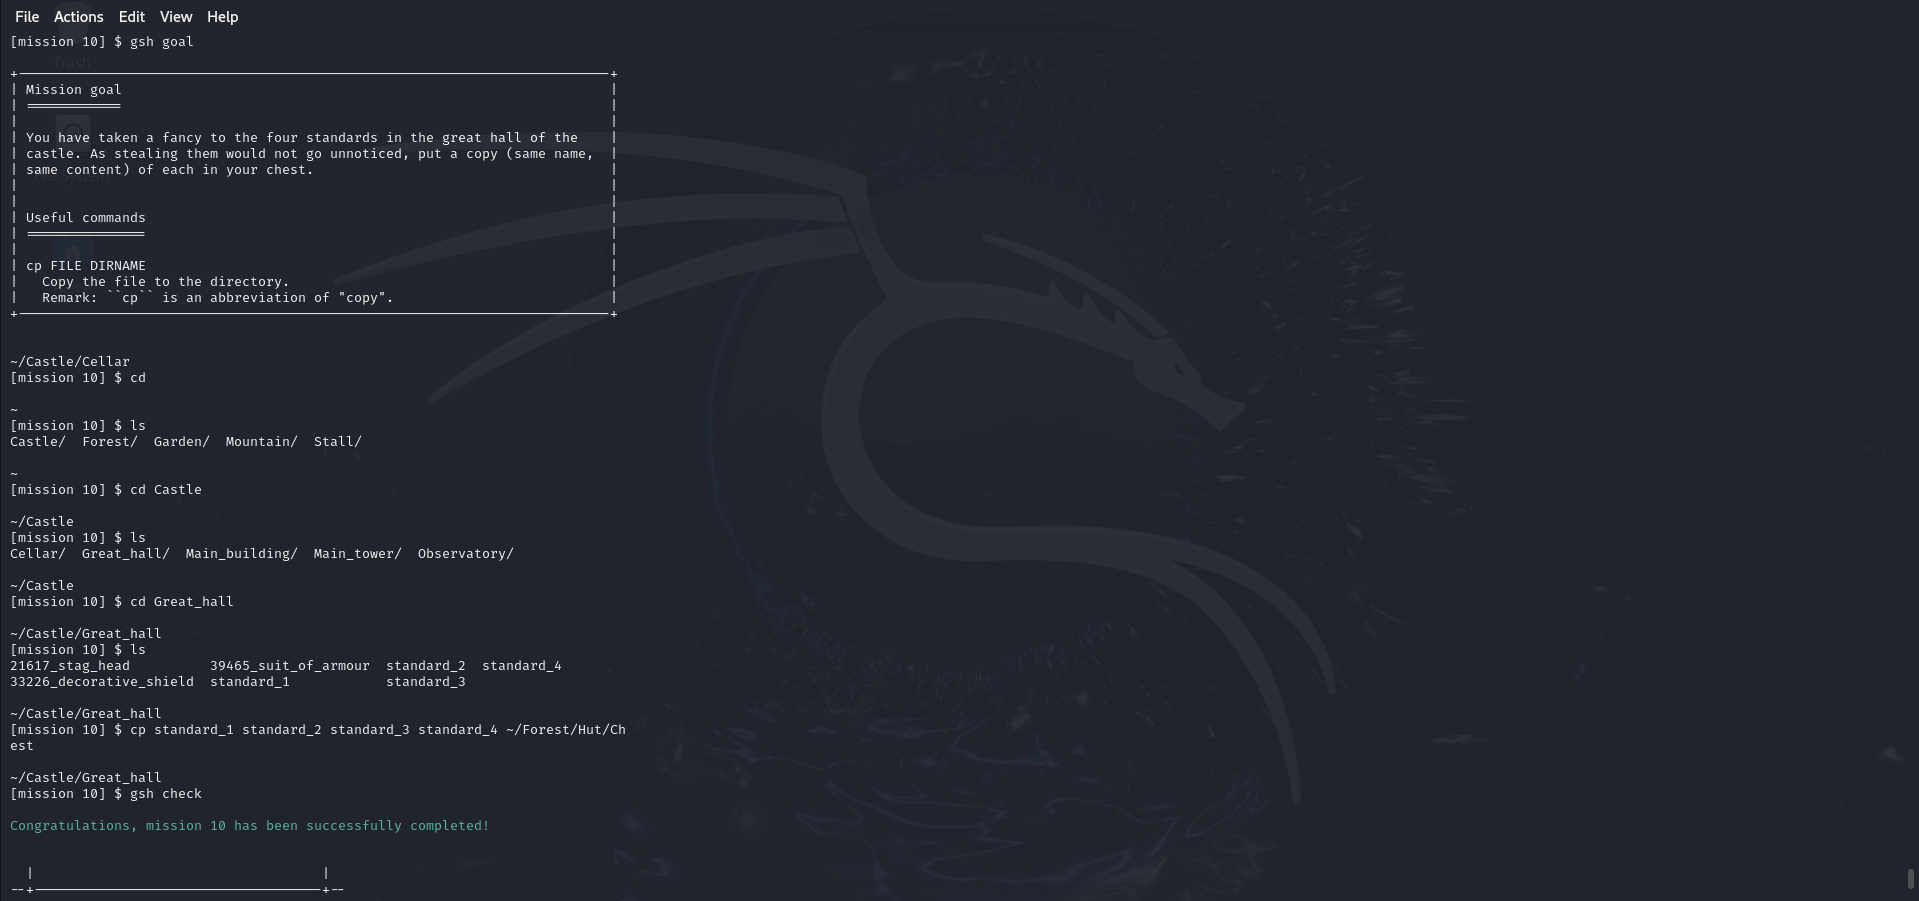 File Actions Edit View Help
[mission 10] $ gsh goal
Trash
Mission goal
You have taken a fancy to the four standards in the great hall of the
castle. As stealing them would not go unnoticed, put a copy (same name,
same content) of each in your chest.
Useful commands
cp FILE DIRNAME
Copy the file to the directory.
Remark: ``cp`` is an abbreviation of "copy".
~/Castle/Cellar
[mission 10] $ cd
~
[mission 10] $ ls
Castle/ Forest/ Garden/ Mountain/ Stall/
~
[mission 10] $ cd Castle
~/Castle
[mission 10] $ ls
Cellar/ Great_hall/ Main_building/ Main_tower/ Observatory/
~/Castle
[mission 10] $ cd Great_hall
~/Castle/Great_hall
[mission 10] $ ls
21617_stag_head 39465_suit_of_armour standard_2 standard_4
33226_decorative_shield standard_1 standard_3
~/Castle/Great_hall
[mission 10] $ cp standard_1 standard_2 standard_3 standard_4 ~/Forest/Hut/Ch
est
~/Castle/Great_hall
[mission 10] $ gsh check
Congratulations, mission 10 has been successfully completed!